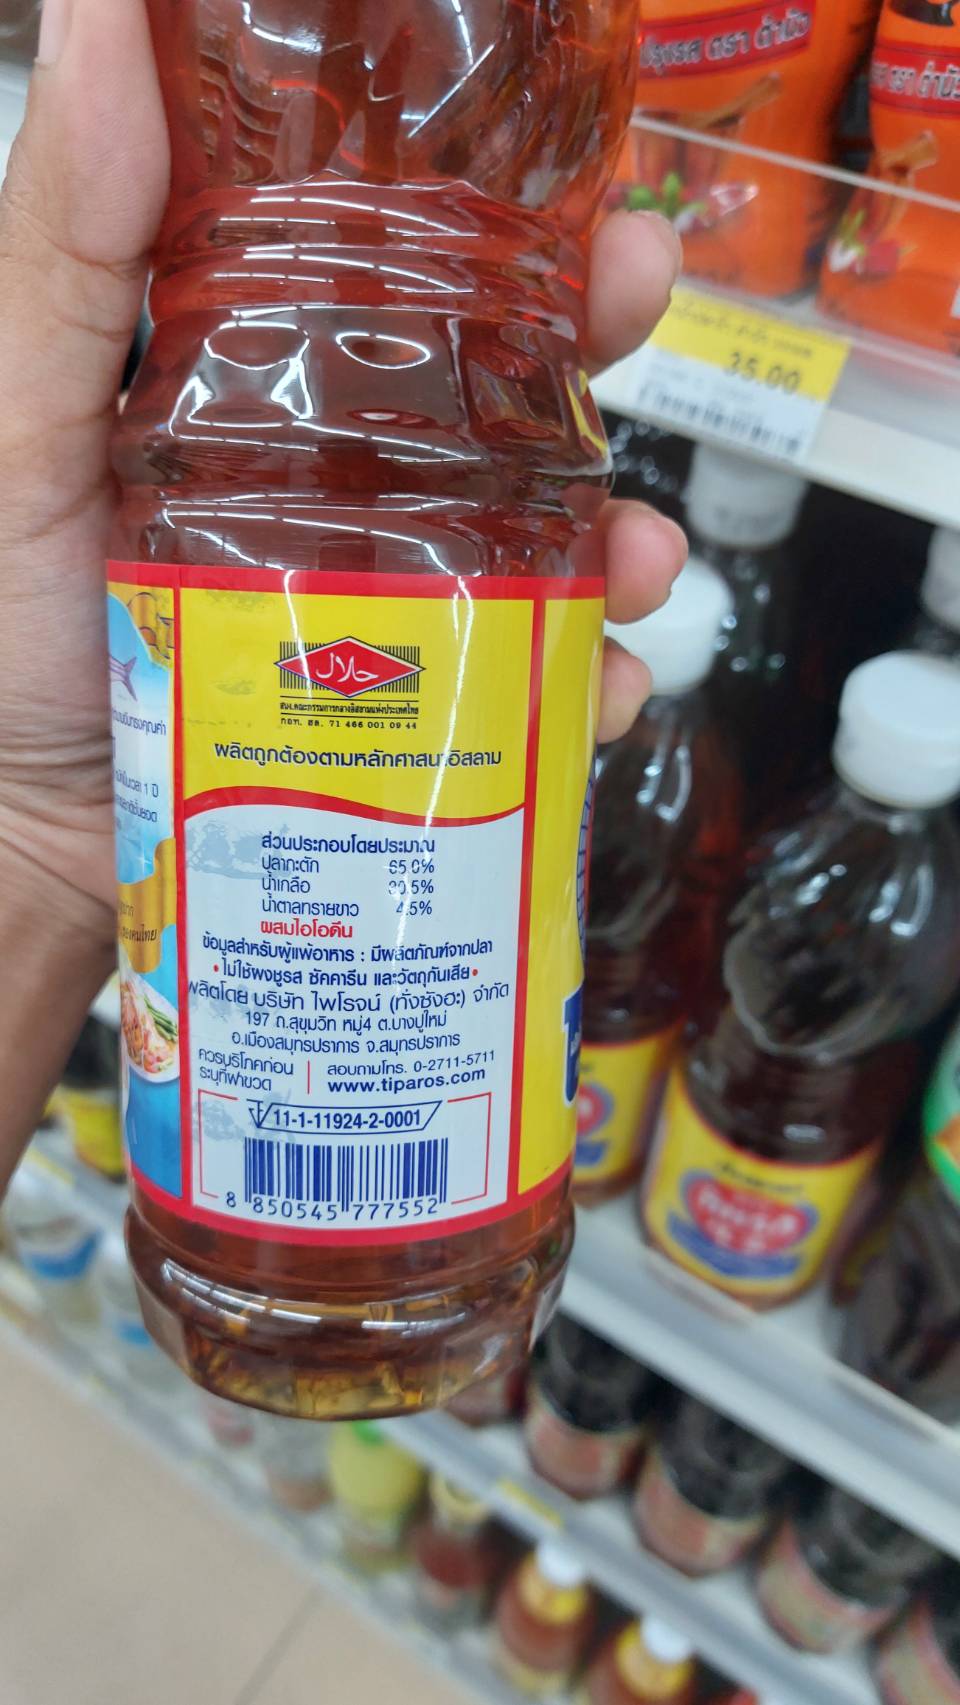 ปรุงรส ตรา ตำนัว
35.00
حلال
สนง.คณะกรรมการกลางอิสลามแห่งประเทศไทย
กอท. ฮล. 71 466 001 09 44
ผลิตถูกต้องตามหลักศาสนาอิสลาม
ส่วนประกอบโดยประมาณ
ปลากะตัก 65.0%
น้ำเกลือ 30.5%
น้ำตาลทรายขาว 4.5%
ผสมไอโอดีน
ข้อมูลสำหรับผู้แพ้อาหาร : มีผลิตภัณฑ์จากปลา
•ไม่ใช้ผงชูรส ซัคคารีน และวัตถุกันเสีย•
ผลิตโดย บริษัท ไพโรจน์ (ทั่งซังฮะ) จำกัด
197 ถ.สุขุมวิท หมู่4 ต.บางปูใหม่
อ.เมืองสมุทรปราการ จ.สมุทรปราการ
ควรบริโภคก่อน
ระบุที่ฝาขวด
สอบถามโทร. 0-2711-5711
www.tiparos.com
11-1-11924-2-0001
8 850545 777552